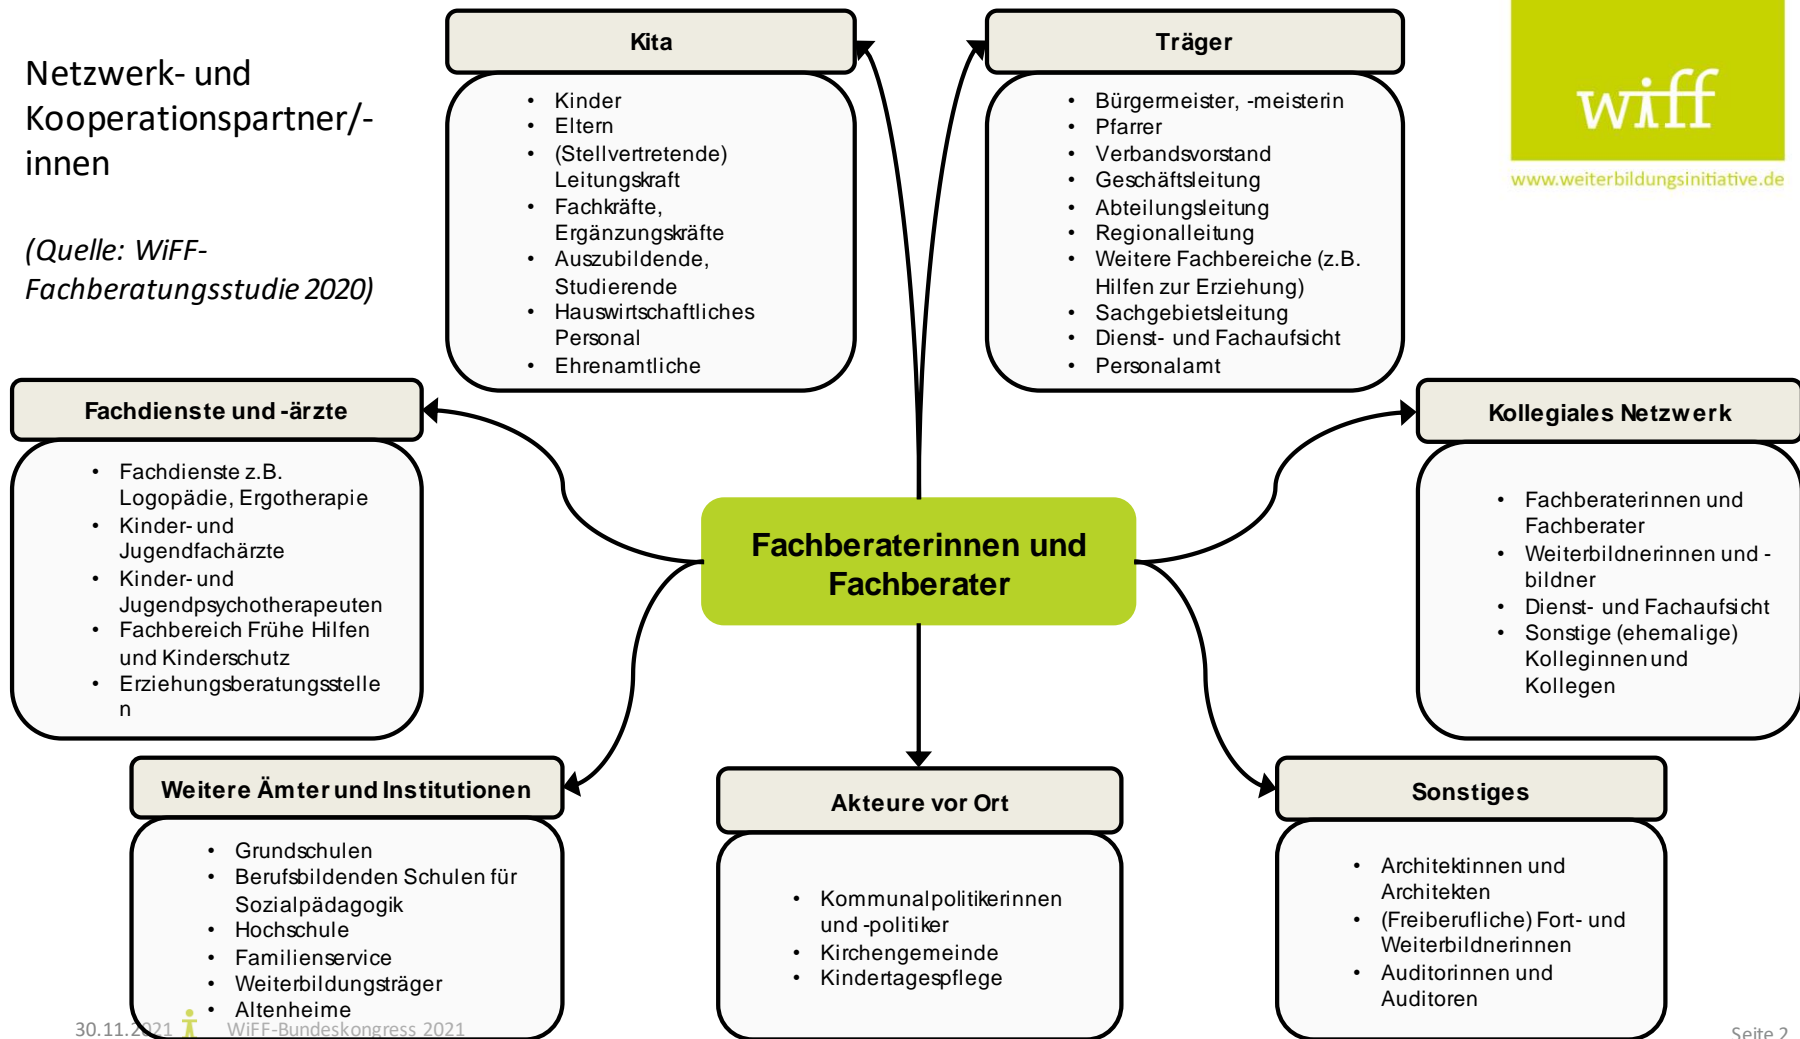 Netzwerk- und
Kooperationspartner/-
innen
(Quelle: WiFF-
Fachberatungsstudie 2020)
Kita
• Kinder
• Eltern
• (Stellvertretende)
Leitungskraft
• Fachkräfte,
Ergänzungskräfte
• Auszubildende,
Studierende
• Hauswirtschaftliches
Personal
• Ehrenamtliche
Träger
• Bürgermeister, -meisterin
• Pfarrer
• Verbandsvorstand
• Geschäftsleitung
• Abteilungsleitung
• Regionalleitung
• Weitere Fachbereiche (z.B.
Hilfen zur Erziehung)
• Sachgebietsleitung
• Dienst- und Fachaufsicht
• Personalamt
wiff
www.weiterbildungsinitiative.de
Fachdienste und -ärzte
• Fachdienste z.B.
Logopädie, Ergotherapie
• Kinder- und
Jugendfachärzte
• Kinder- und
Jugendpsychotherapeuten
• Fachbereich Frühe Hilfen
und Kinderschutz
• Erziehungsberatungsstelle
n
Fachberaterinnen und
Fachberater
Kollegiales Netzwerk
• Fachberaterinnen und
Fachberater
• Weiterbildnerinnen und -
bildner
• Dienst- und Fachaufsicht
• Sonstige (ehemalige)
Kolleginnen und
Kollegen
Weitere Ämter und Institutionen
• Grundschulen
• Berufsbildenden Schulen für
Sozialpädagogik
• Hochschule
• Familienservice
• Weiterbildungsträger
• Altenheime
Akteure vor Ort
• Kommunalpolitikerinnen
und -politiker
• Kirchengemeinde
• Kindertagespflege
Sonstiges
• Architektinnen und
Architekten
• (Freiberufliche) Fort- und
Weiterbildnerinnen
• Auditorinnen und
Auditoren
30.11.2021 WiFF-Bundeskongress 2021
Seite 2